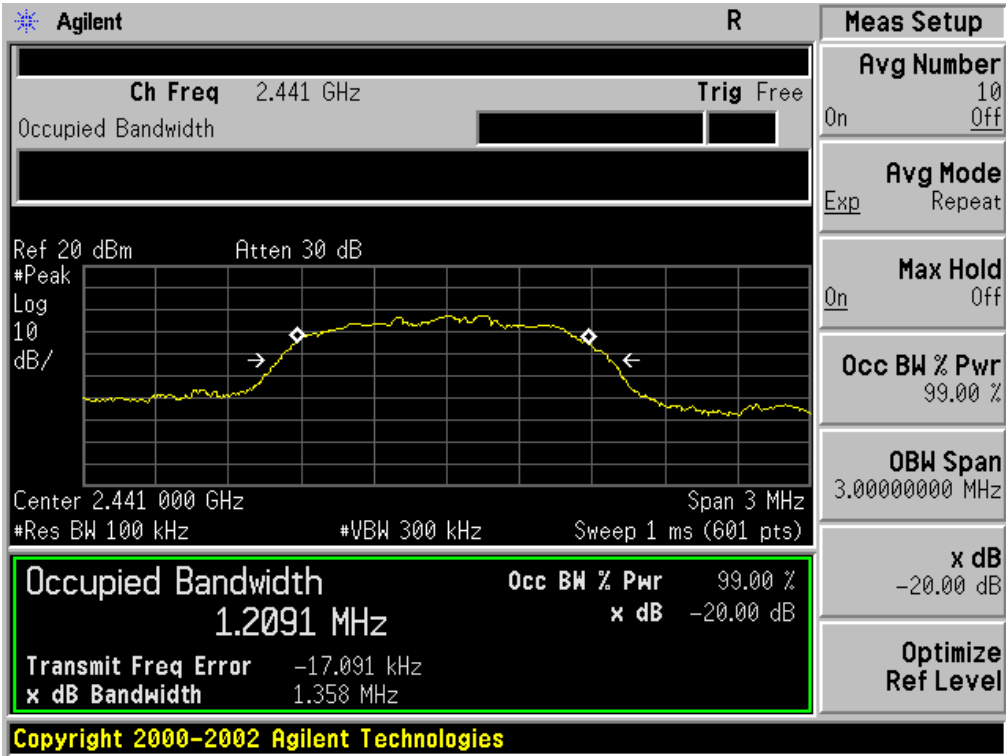 Agilent R
Ch Freq 2.441 GHz Trig Free
Occupied Bandwidth
Ref 20 dBm Atten 30 dB
#Peak
Log
10
dB/
Center 2.441 000 GHz Span 3 MHz
#Res BW 100 kHz #VBW 300 kHz Sweep 1 ms (601 pts)
Occupied Bandwidth
1.2091 MHz
Occ BW % Pwr 99.00 %
x dB -20.00 dB
Transmit Freq Error -17.091 kHz
x dB Bandwidth 1.358 MHz
Copyright 2000-2002 Agilent Technologies
Meas Setup
Avg Number
10
On Off
Avg Mode
Exp Repeat
Max Hold
On Off
Occ BW % Pwr
99.00 %
OBW Span
3.00000000 MHz
x dB
-20.00 dB
Optimize
Ref Level